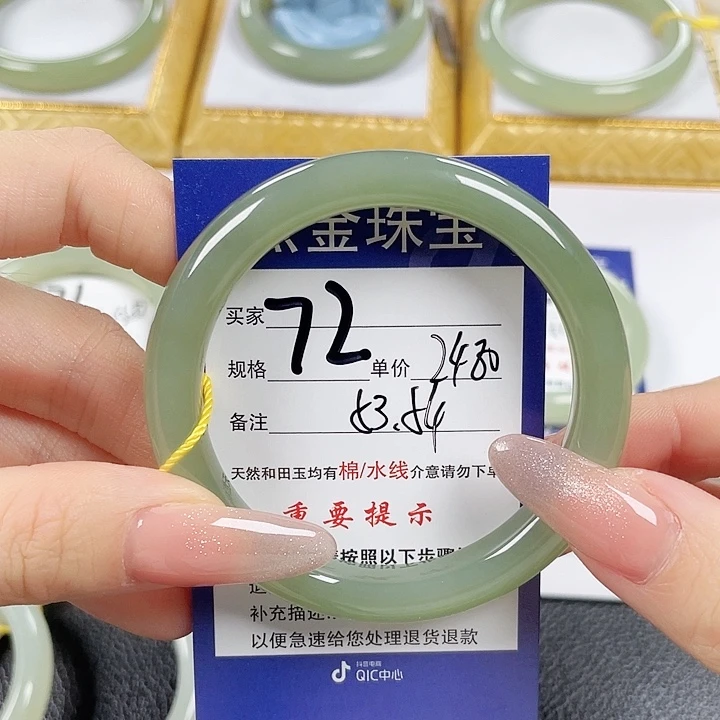 金珠宝
买家 72
规格 单价 2480
备注 53.54
天然和田玉均有棉/水线介意请勿下单
重要提示
按照以下步骤
补充描述
以便急速给您处理退货退款
抖音电商
QIC中心